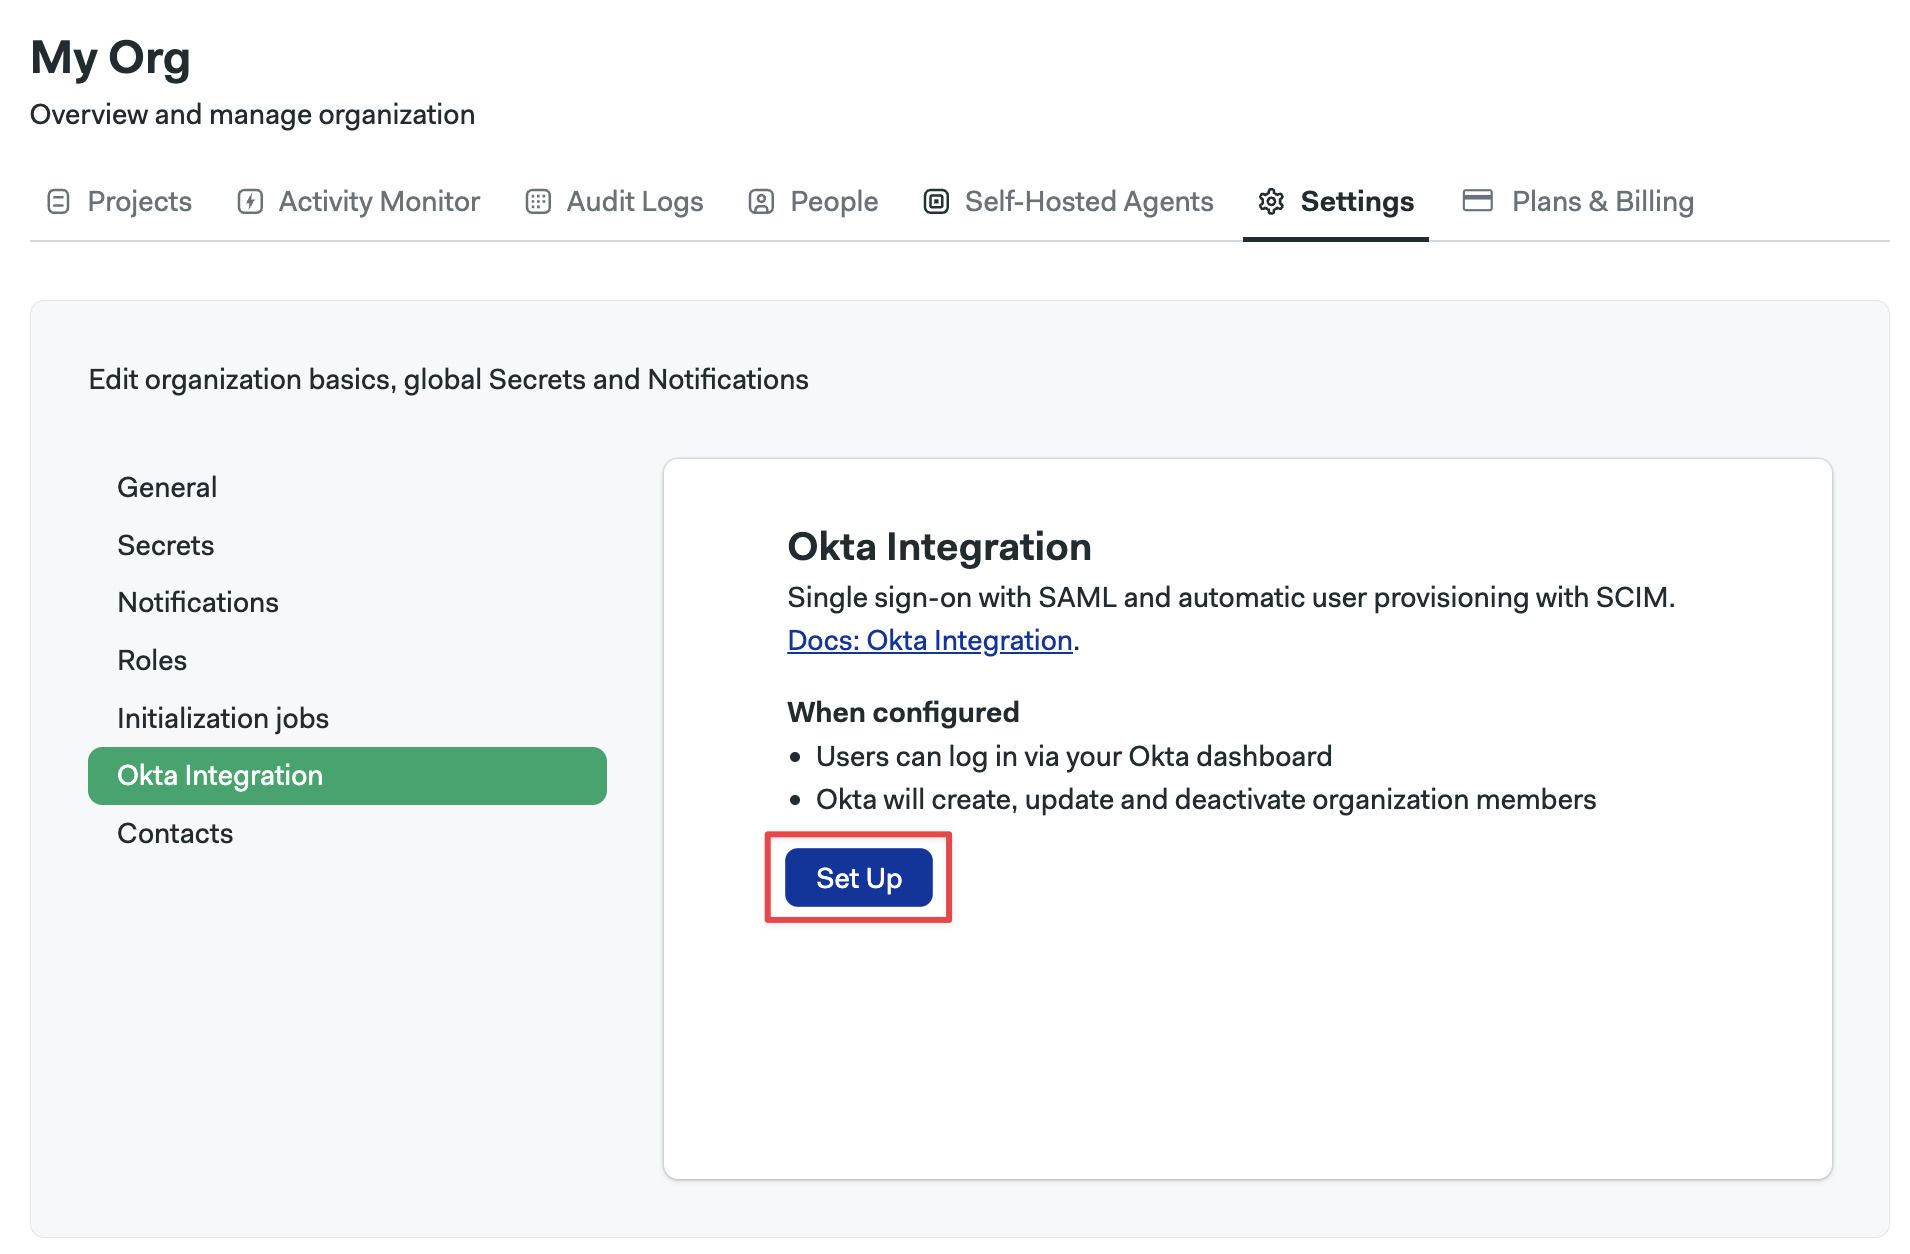 My Org
Overview and manage organization
Projects
Activity Monitor
Audit Logs
People
Self-Hosted Agents
Settings
Plans & Billing
Edit organization basics, global Secrets and Notifications
General
Secrets
Notifications
Roles
Initialization jobs
Okta Integration
Contacts
Okta Integration
Single sign-on with SAML and automatic user provisioning with SCIM.
Docs: Okta Integration.
When configured
• Users can log in via your Okta dashboard
• Okta will create, update and deactivate organization members
Set Up